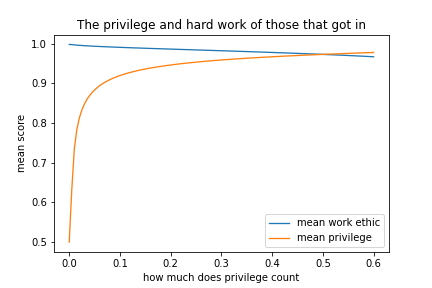 The privilege and hard work of those that got in
1.0
0.9
0.8
0.7
0.6
0.5
mean score
mean work ethic
mean privilege
0.0 0.1 0.2 0.3 0.4 0.5 0.6
how much does privilege count